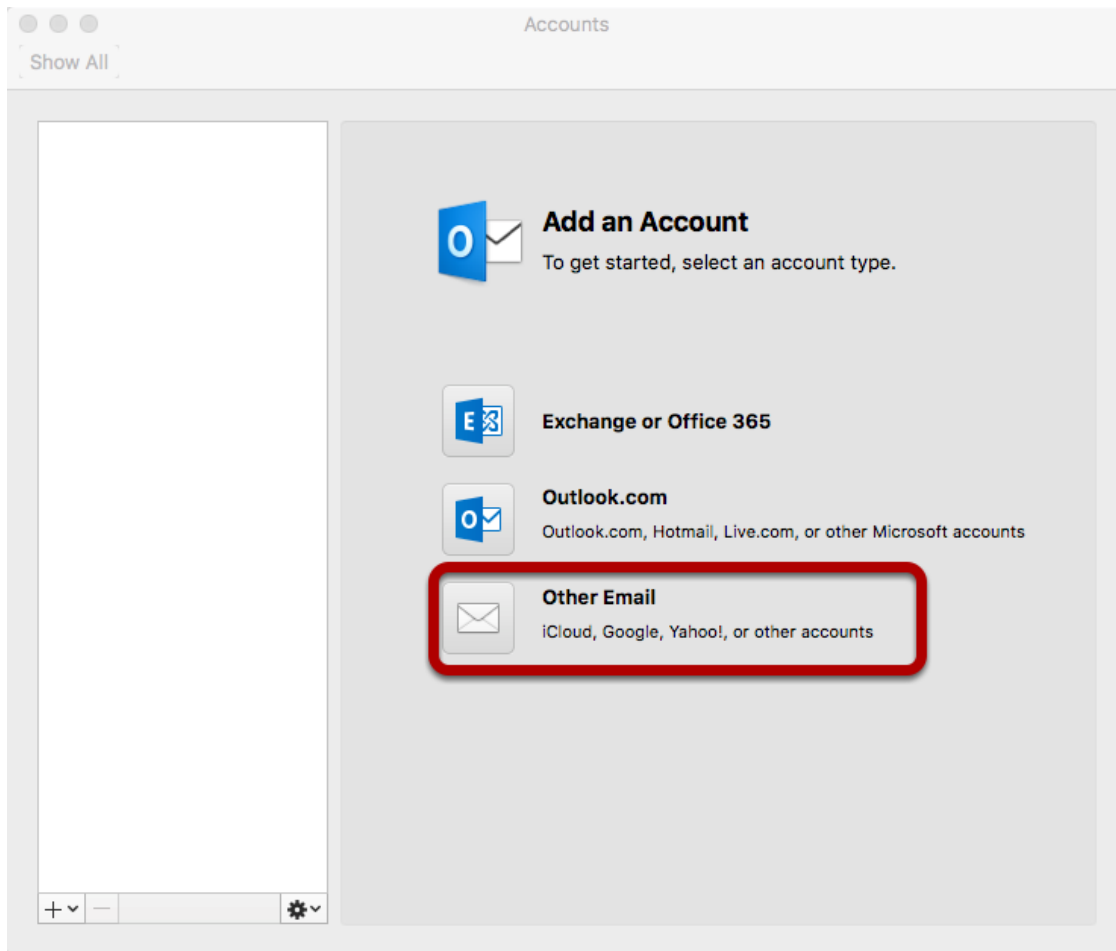 Accounts
Show All
Add an Account
To get started, select an account type.
Exchange or Office 365
Outlook.com
Outlook.com, Hotmail, Live.com, or other Microsoft accounts
Other Email
iCloud, Google, Yahoo!, or other accounts